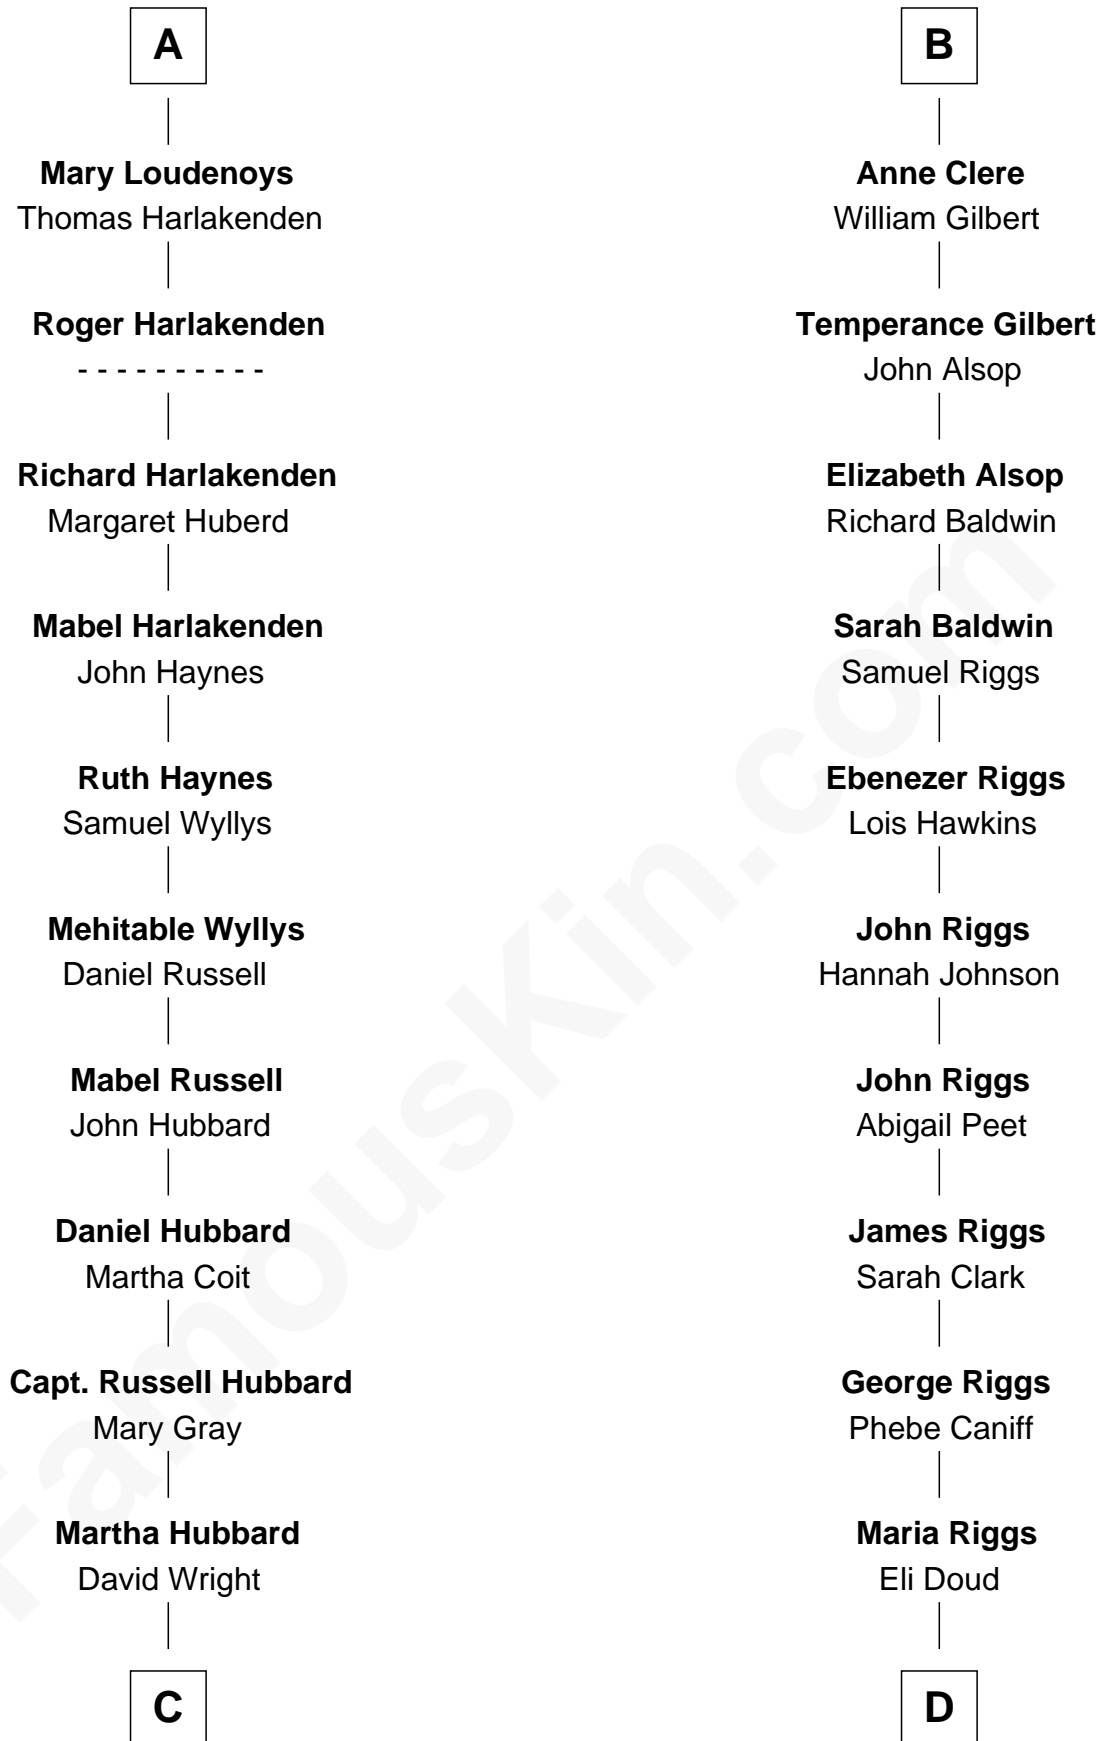 A
Mary Loudenoys
Thomas Harlakenden
Roger Harlakenden
- - - - - - - - - -
Richard Harlakenden
Margaret Huberd
Mabel Harlakenden
John Haynes
Ruth Haynes
Samuel Wyllys
Mehitable Wyllys
Daniel Russell
Mabel Russell
John Hubbard
Daniel Hubbard
Martha Coit
Capt. Russell Hubbard
Mary Gray
Martha Hubbard
David Wright
C
B
Anne Clere
William Gilbert
Temperance Gilbert
John Alsop
Elizabeth Alsop
Richard Baldwin
Sarah Baldwin
Samuel Riggs
Ebenezer Riggs
Lois Hawkins
John Riggs
Hannah Johnson
John Riggs
Abigail Peet
James Riggs
Sarah Clark
George Riggs
Phebe Caniff
Maria Riggs
Eli Doud
D
FamousKin.com